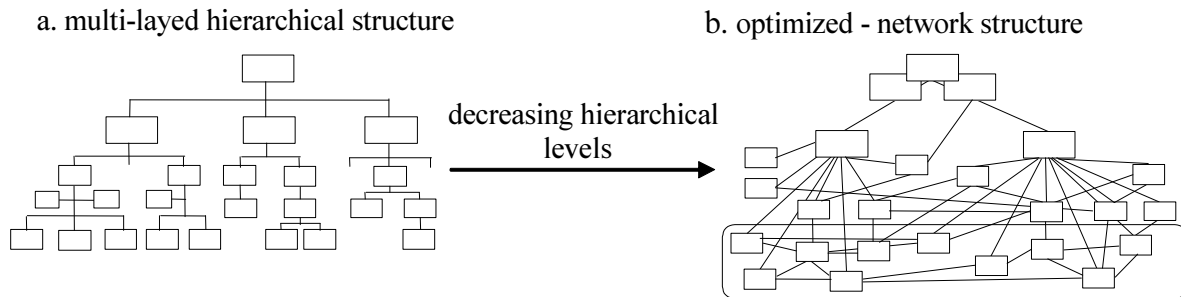 a. multi-layed hierarchical structure
b. optimized - network structure
decreasing hierarchical
levels